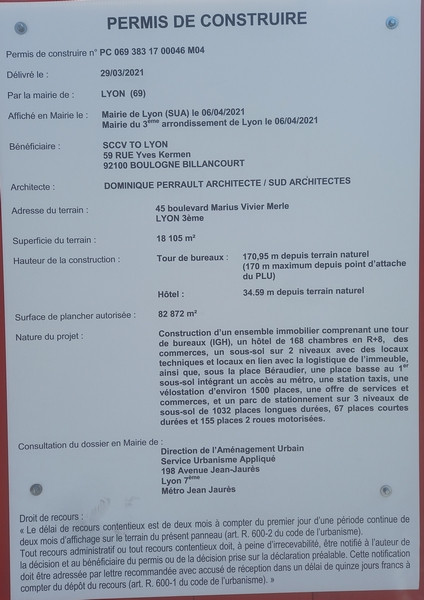 PERMIS DE CONSTRUIRE
Permis de construire n° PC 069 383 17 00046 M04
Délivré le : 29/03/2021
Par la mairie de : LYON (69)
Affiché en Mairie le : Mairie de Lyon (SUA) le 06/04/2021
Mairie du 3ème arrondissement de Lyon le 06/04/2021
Bénéficiaire : SCCV TO LYON
59 RUE Yves Kermen
92100 BOULOGNE BILLANCOURT
Architecte : DOMINIQUE PERRAULT ARCHITECTE / SUD ARCHITECTES
Adresse du terrain : 45 boulevard Marius Vivier Merle
LYON 3ème
Superficie du terrain : 18 105 m²
Hauteur de la construction : Tour de bureaux : 170,95 m depuis terrain naturel
(170 m maximum depuis point d'attache
du PLU)
Hôtel : 34.59 m depuis terrain naturel
Surface de plancher autorisée : 82 872 m²
Nature du projet : Construction d'un ensemble immobilier comprenant une tour
de bureaux (IGH), un hôtel de 168 chambres en R+8, des
commerces, un sous-sol sur 2 niveaux avec des locaux
techniques et locaux en lien avec la logistique de l'immeuble,
ainsi que, sous la place Béraudier, une place basse au 1er
sous-sol intégrant un accès au métro, une station taxis, une
vélostation d'environ 1500 places, une offre de services et
commerces, et un parc de stationnement sur 3 niveaux de
sous-sol de 1032 places longues durées, 67 places courtes
durées et 155 places 2 roues motorisées.
Consultation du dossier en Mairie de :
Direction de l'Aménagement Urbain
Service Urbanisme Appliqué
198 Avenue Jean-Jaurès
Lyon 7ème
Métro Jean Jaurès
Droit de recours :
« Le délai de recours contentieux est de deux mois à compter du premier jour d'une période continue de
deux mois d'affichage sur le terrain du présent panneau (art. R. 600-2 du code de l'urbanisme).
Tout recours administratif ou tout recours contentieux doit, à peine d'irrecevabilité, être notifié à l'auteur de
la décision et au bénéficiaire du permis ou de la décision prise sur la déclaration préalable. Cette notification
doit être adressée par lettre recommandée avec accusé de réception dans un délai de quinze jours francs à
compter du dépôt du recours (art. R. 600-1 du code de l'urbanisme). »